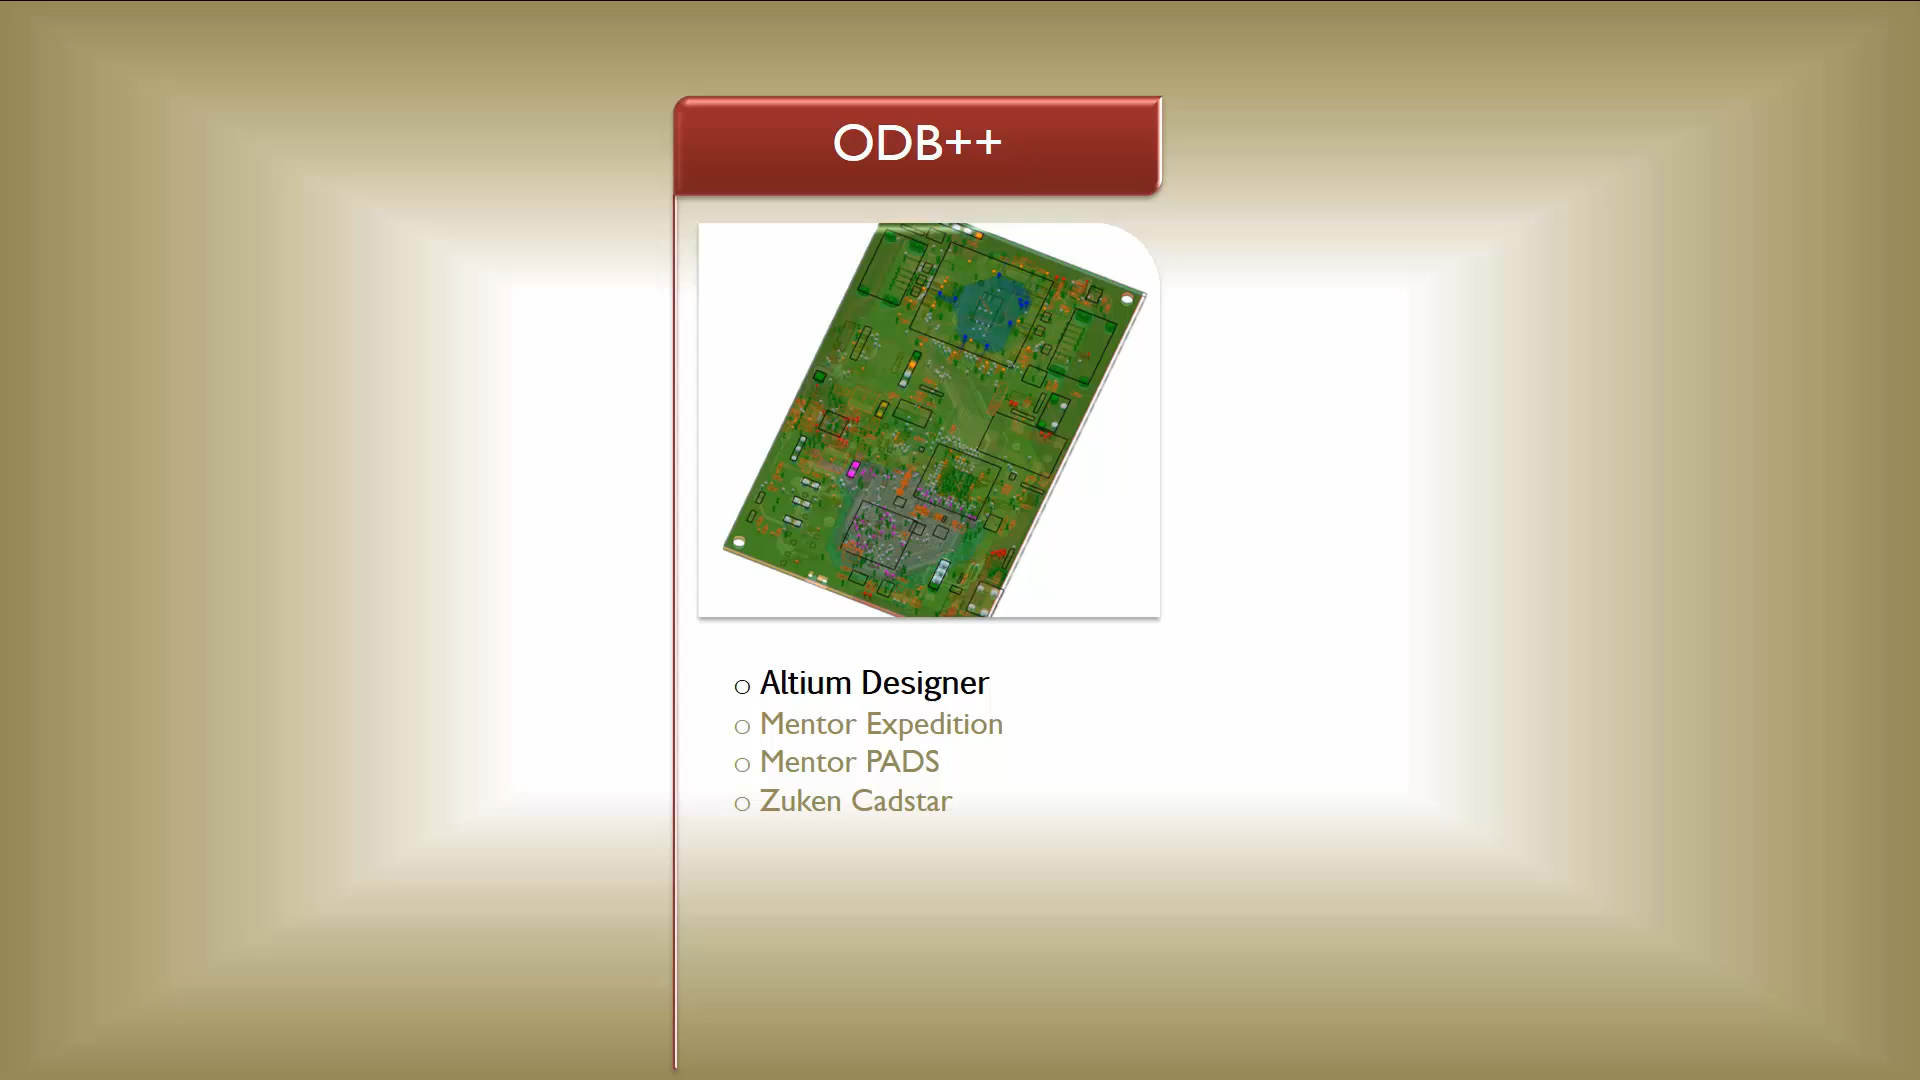 ODB++
Altium Designer
Mentor Expedition
Mentor PADS
Zuken Cadstar